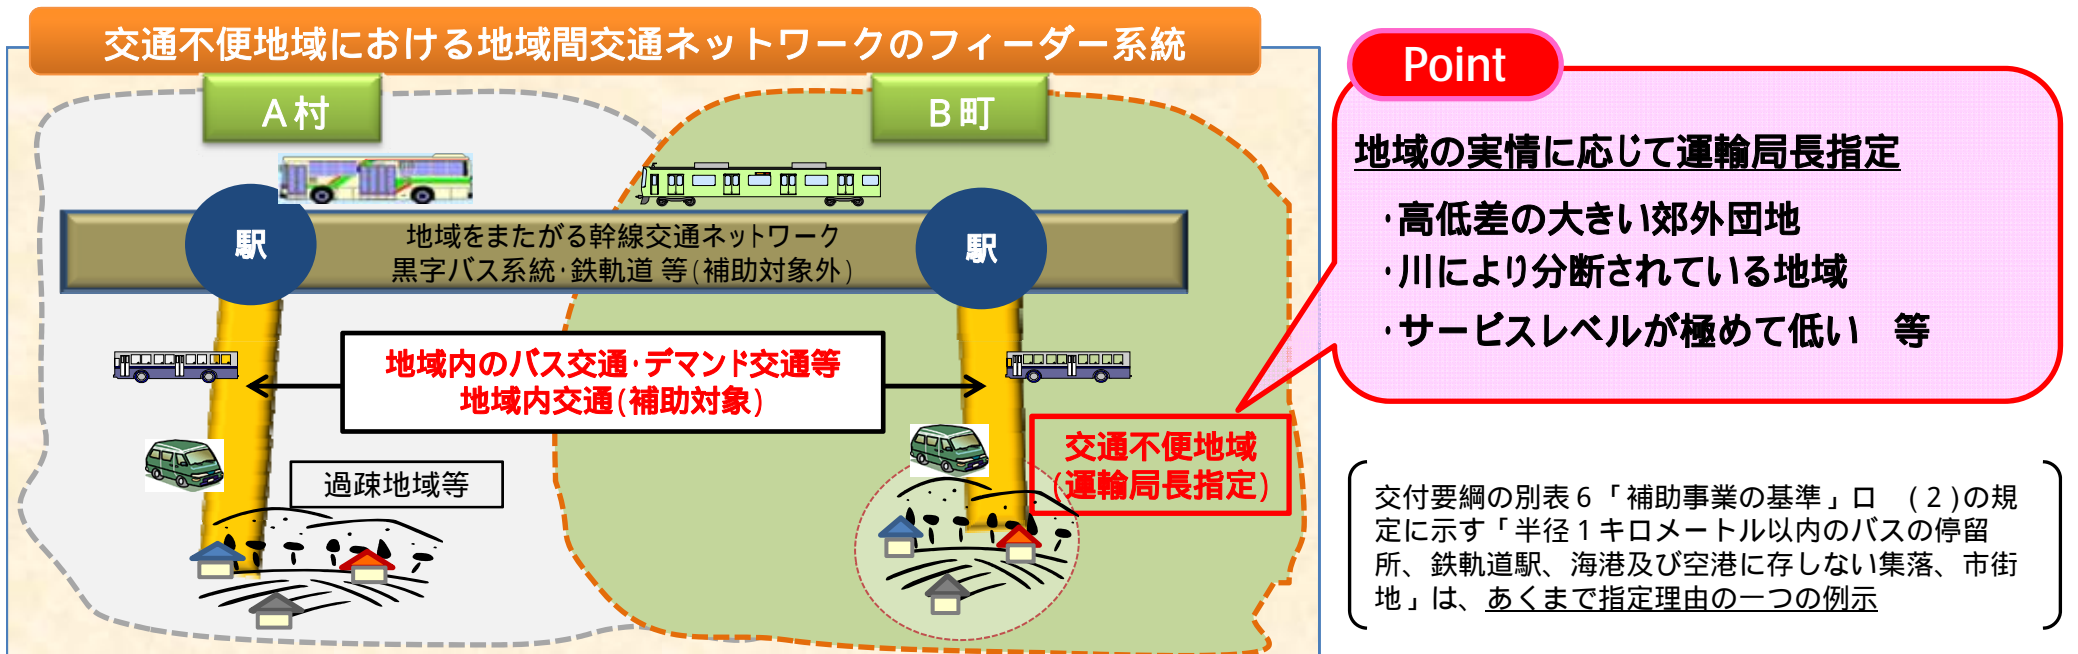 交通不便地域における地域間交通ネットワークのフィーダー系統
A村
B町
駅
地域をまたがる幹線交通ネットワーク
黒字バス系統・鉄軌道 等(補助対象外)
駅
地域内のバス交通・デマンド交通等
地域内交通(補助対象)
過疎地域等
交通不便地域
(運輸局長指定)
Point
地域の実情に応じて運輸局長指定
・高低差の大きい郊外団地
・川により分断されている地域
・サービスレベルが極めて低い 等
交付要綱の別表6「補助事業の基準」ロ (2)の規
定に示す「半径1キロメートル以内のバスの停留
所、鉄軌道駅、海港及び空港に存しない集落、市街
地」は、あくまで指定理由の一つの例示